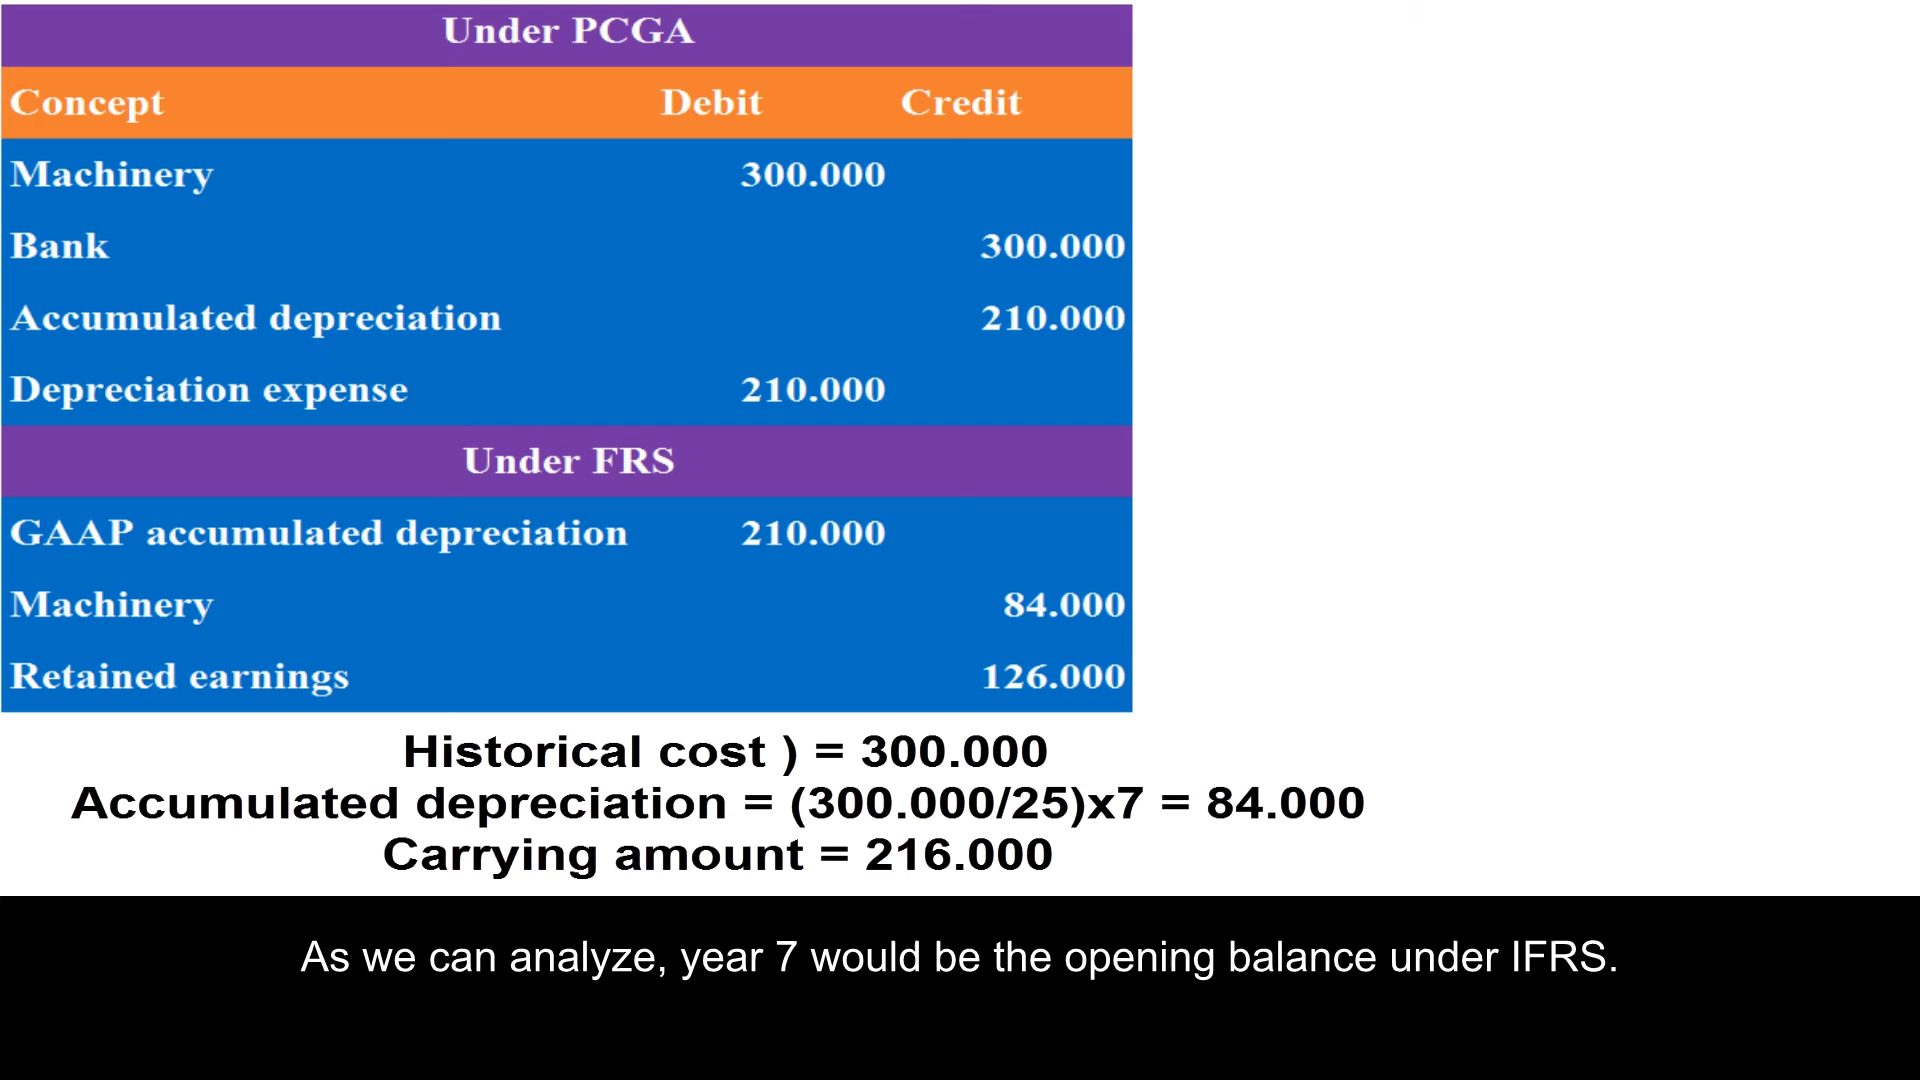 Under PCGA
Concept Debit Credit
Machinery 300.000
Bank 300.000
Accumulated depreciation 210.000
Depreciation expense 210.000
Under FRS
GAAP accumulated depreciation 210.000
Machinery 84.000
Retained earnings 126.000
Historical cost ) = 300.000
Accumulated depreciation = (300.000/25)x7 = 84.000
Carrying amount = 216.000
As we can analyze, year 7 would be the opening balance under IFRS.